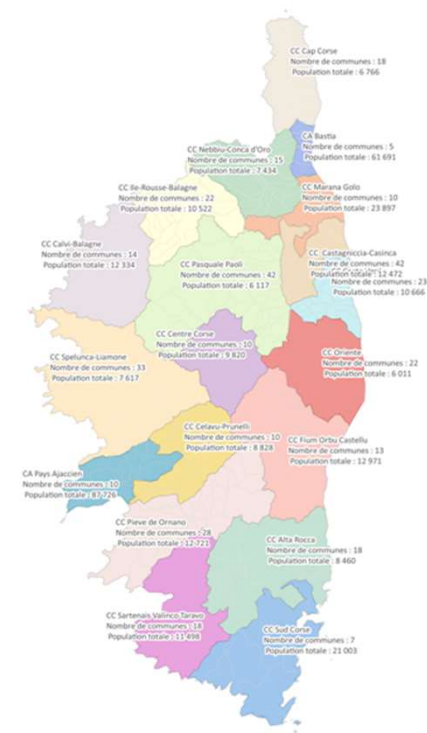 CC Cap Corse
Nombre de communes : 18
Population totale : 6 766
CA Bastia
Nombre de communes : 5
Population totale : 61 691
CC Nebbiu-Conca d'Oro
Nombre de communes : 15
Population totale : 7 434
CC Marana Golo
Nombre de communes : 10
Population totale : 23 897
CC Ile-Rousse-Balagne
Nombre de communes : 22
Population totale : 10 522
CC Calvi-Balagne
Nombre de communes : 14
Population totale : 12 334
CC Pasquale Paoli
Nombre de communes : 42
Population totale : 6 117
CC Castagniccia-Casinca
Nombre de communes : 42
Population totale : 12 472
Nombre de communes : 23
Population totale : 10 666
CC Centre Corse
Nombre de communes : 10
Population totale : 9 820
CC Spelunca-Liamone
Nombre de communes : 33
Population totale : 7 617
CC Oriente
Nombre de communes : 22
Population totale : 6 011
CC Celavu-Prunelli
Nombre de communes : 10
Population totale : 8 828
CC Fium Orbu Castellu
Nombre de communes : 13
Population totale : 12 971
CA Pays Ajaccien
Nombre de communes : 10
Population totale : 87 726
CC Pieve de Ornano
Nombre de communes : 28
Population totale : 12 721
CC Alta Rocca
Nombre de communes : 18
Population totale : 8 460
CC Sartenais Valinco Taravo
Nombre de communes : 18
Population totale : 11 498
CC Sud Corse
Nombre de communes : 7
Population totale : 21 003